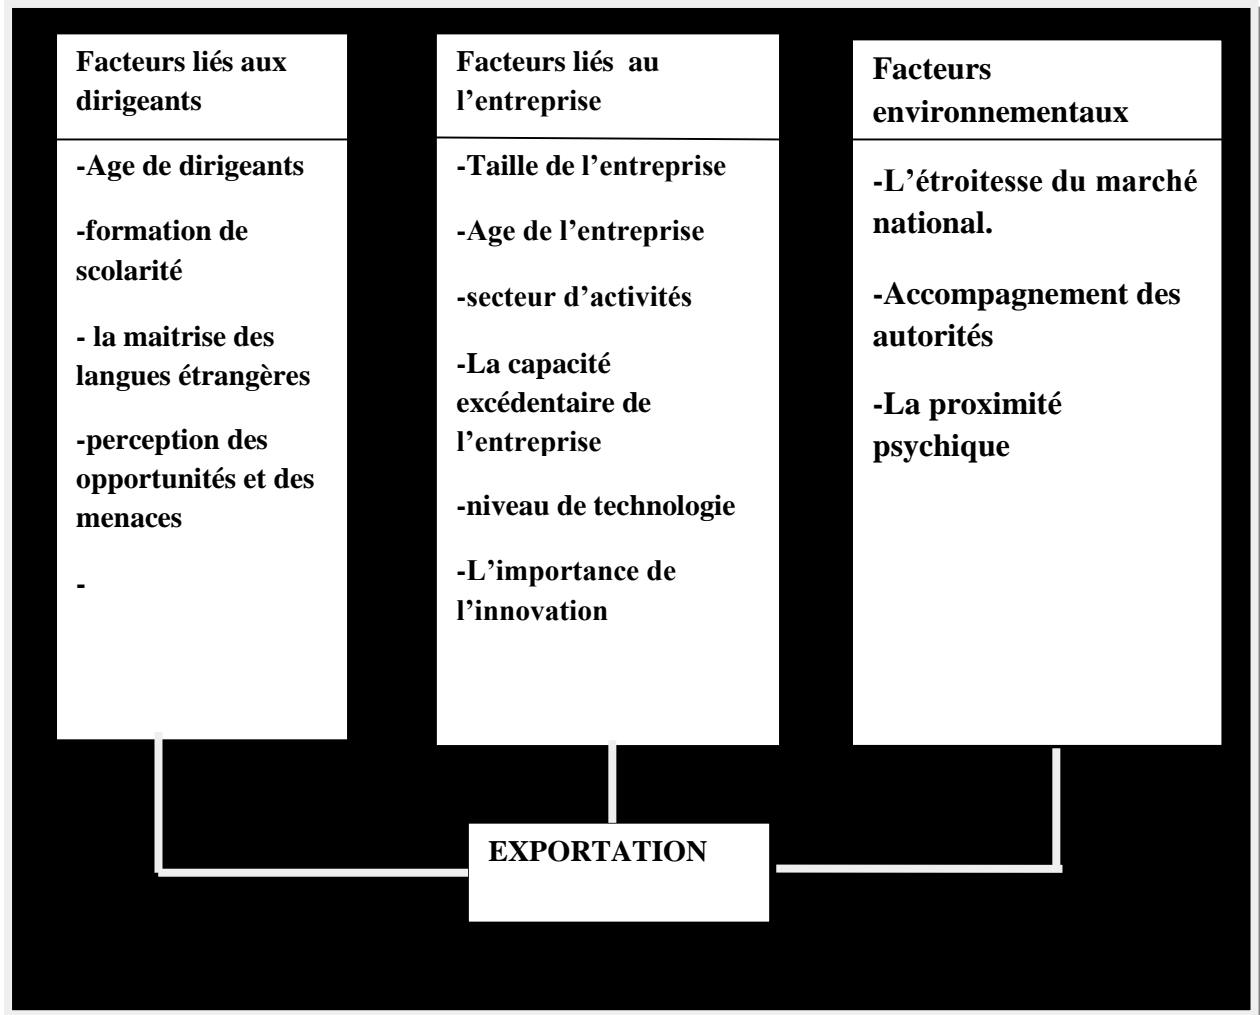 Facteurs liés aux
dirigeants
-Age de dirigeants
-formation de
scolarité
- la maitrise des
langues étrangères
-perception des
opportunités et des
menaces
-
Facteurs liés  au
l’entreprise
-Taille de l’entreprise
-Age de l’entreprise
-secteur d’activités
-La capacité
excédentaire de
l’entreprise
-niveau de technologie
-L’importance de
l’innovation
Facteurs
environnementaux
-L’étroitesse du marché
national.
-Accompagnement des
autorités
-La proximité
psychique
EXPORTATION